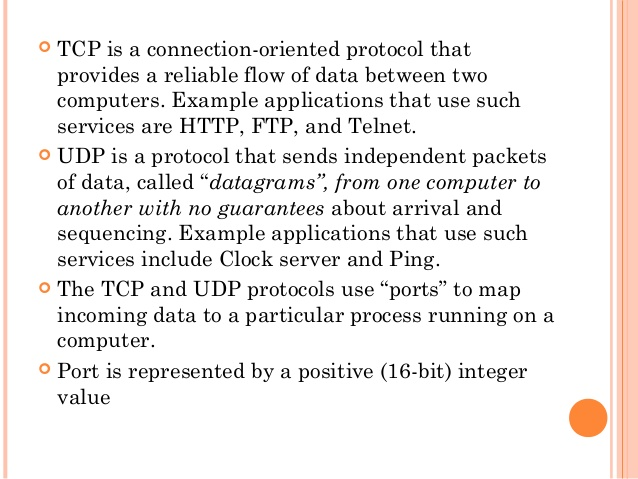 TCP is a connection-oriented protocol that
provides a reliable flow of data between two
computers. Example applications that use such
services are HTTP, FTP, and Telnet.
UDP is a protocol that sends independent packets
of data, called “datagrams”, from one computer to
another with no guarantees about arrival and
sequencing. Example applications that use such
services include Clock server and Ping.
The TCP and UDP protocols use “ports” to map
incoming data to a particular process running on a
computer.
Port is represented by a positive (16-bit) integer
value